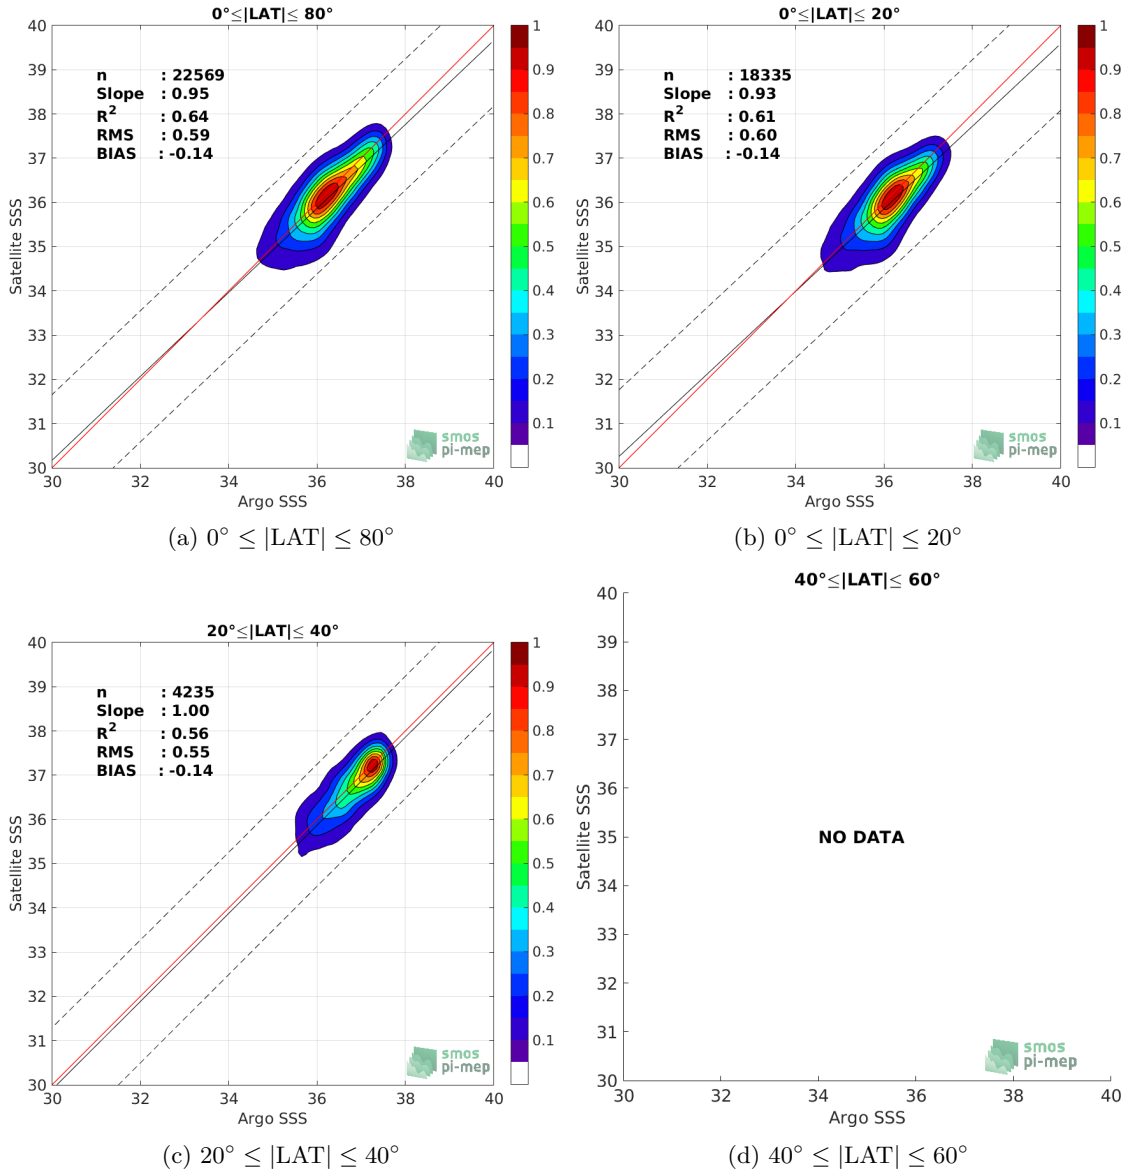 0°≤|LAT|≤ 80°
n : 22569
Slope : 0.95
R² : 0.64
RMS : 0.59
BIAS : -0.14
40
39
38
37
36
35
34
33
32
31
30
Satellite SSS
30 32 34 36 38 40
Argo SSS
1
0.9
0.8
0.7
0.6
0.5
0.4
0.3
0.2
0.1
smos
pi-mep
(a) 0° ≤ |LAT| ≤ 80°
0°≤|LAT|≤ 20°
n : 18335
Slope : 0.93
R² : 0.61
RMS : 0.60
BIAS : -0.14
40
39
38
37
36
35
34
33
32
31
30
Satellite SSS
30 32 34 36 38 40
Argo SSS
1
0.9
0.8
0.7
0.6
0.5
0.4
0.3
0.2
0.1
smos
pi-mep
(b) 0° ≤ |LAT| ≤ 20°
20°≤|LAT|≤ 40°
n : 4235
Slope : 1.00
R² : 0.56
RMS : 0.55
BIAS : -0.14
40
39
38
37
36
35
34
33
32
31
30
Satellite SSS
30 32 34 36 38 40
Argo SSS
1
0.9
0.8
0.7
0.6
0.5
0.4
0.3
0.2
0.1
smos
pi-mep
(c) 20° ≤ |LAT| ≤ 40°
40°≤|LAT|≤ 60°
40
39
38
37
36
35
34
33
32
31
30
Satellite SSS
NO DATA
30 32 34 36 38 40
Argo SSS
smos
pi-mep
(d) 40° ≤ |LAT| ≤ 60°